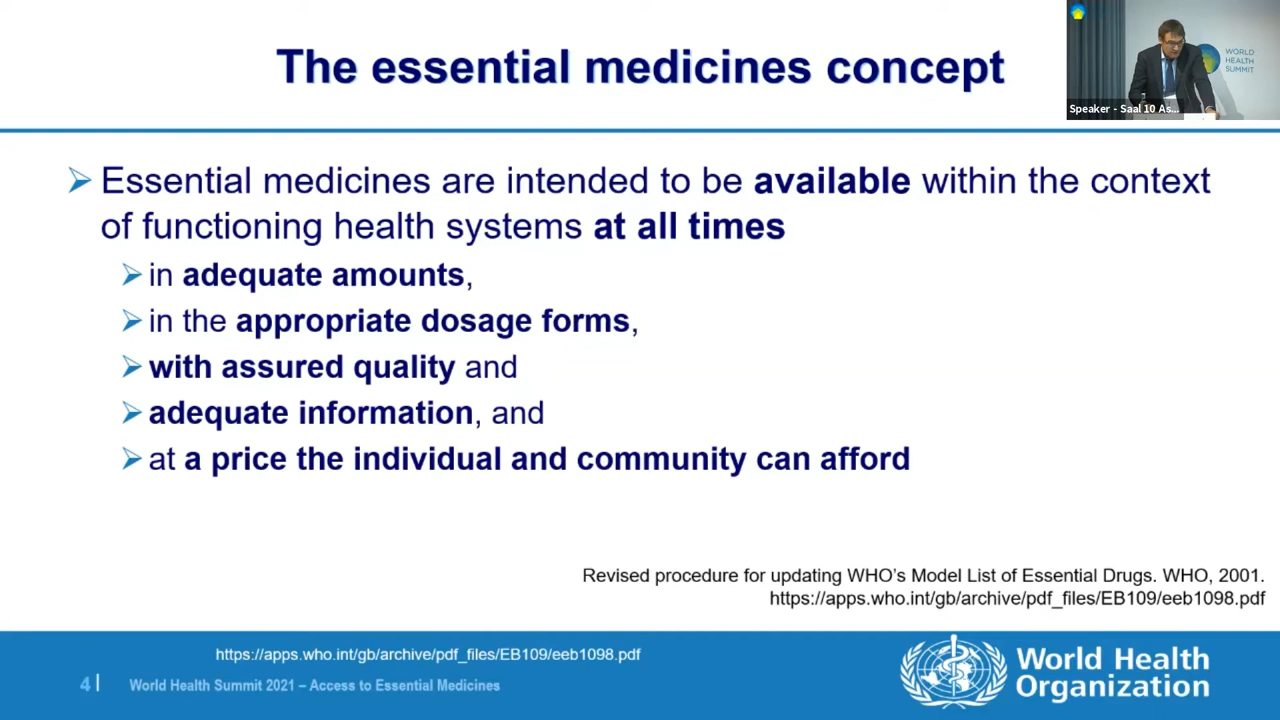 The essential medicines concept
WORLD
HEALTH
SUMMIT
Speaker - Saal 10 As...
Essential medicines are intended to be available within the context
of functioning health systems at all times
in adequate amounts,
in the appropriate dosage forms,
with assured quality and
adequate information, and
at a price the individual and community can afford
Revised procedure for updating WHO's Model List of Essential Drugs. WHO, 2001.
https://apps.who.int/gb/archive/pdf_files/EB109/eeb1098.pdf
https://apps.who.int/gb/archive/pdf_files/EB109/eeb1098.pdf
4 |
World Health Summit 2021 – Access to Essential Medicines
World Health
Organization